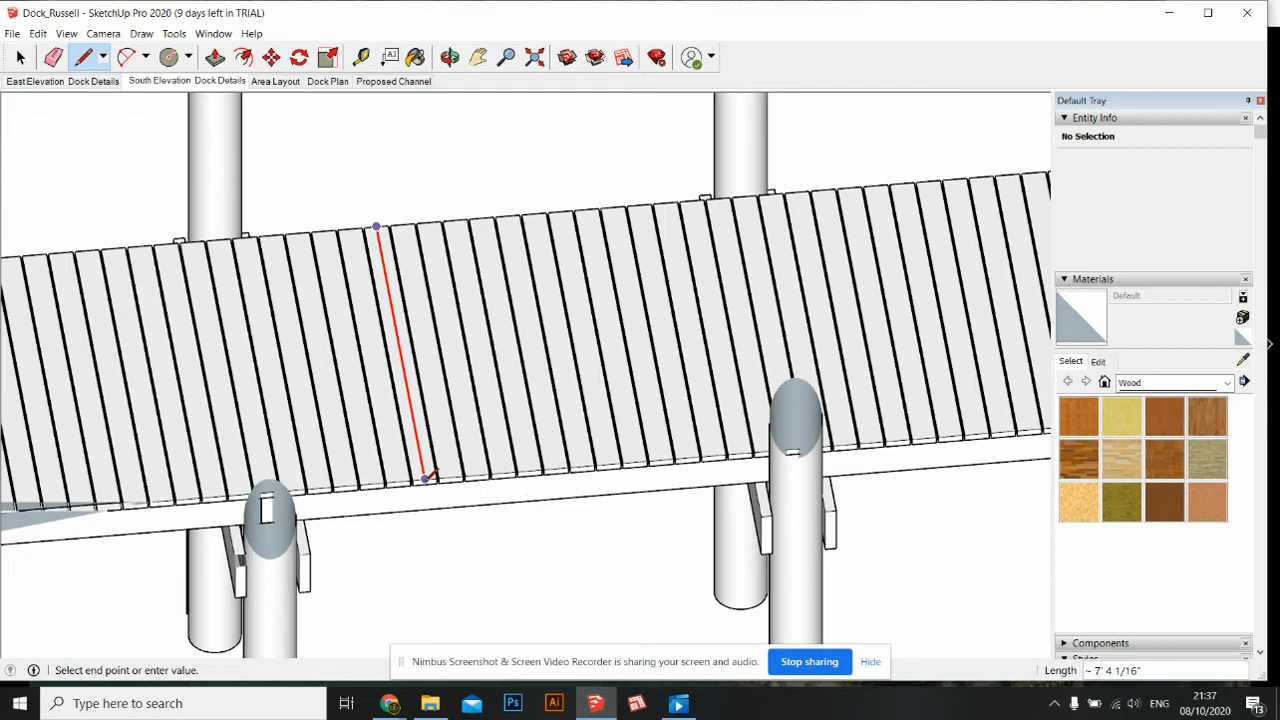 Dock_Russell - SketchUp Pro 2020 (9 days left in TRIAL)
File Edit View Camera Draw Tools Window Help
East Elevation Dock Details South Elevation Dock Details Area Layout Dock Plan Proposed Channel
Default Tray
Entity Info
No Selection
Materials
Default
Select Edit
Wood
Components
Nimbus Screenshot & Screen Video Recorder is sharing your screen and audio. Stop sharing Hide
Select end point or enter value. Length ~ 7' 4 1/16"
Type here to search
Ps
Ai
ENG
21:37
08/10/2020
13